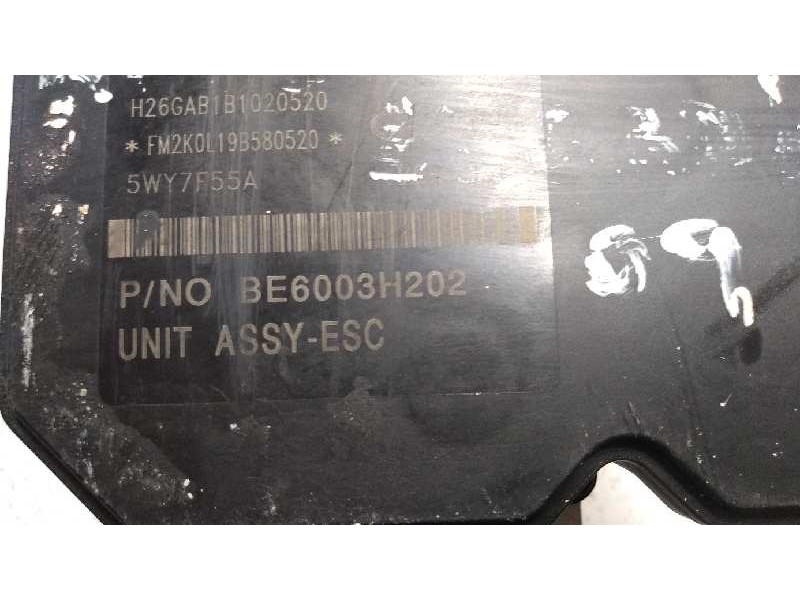 H26GAB1B1020520
*FM2K0L19B580520*
5WY7F55A
P/NO BE6003H202
UNIT ASSY-ESC